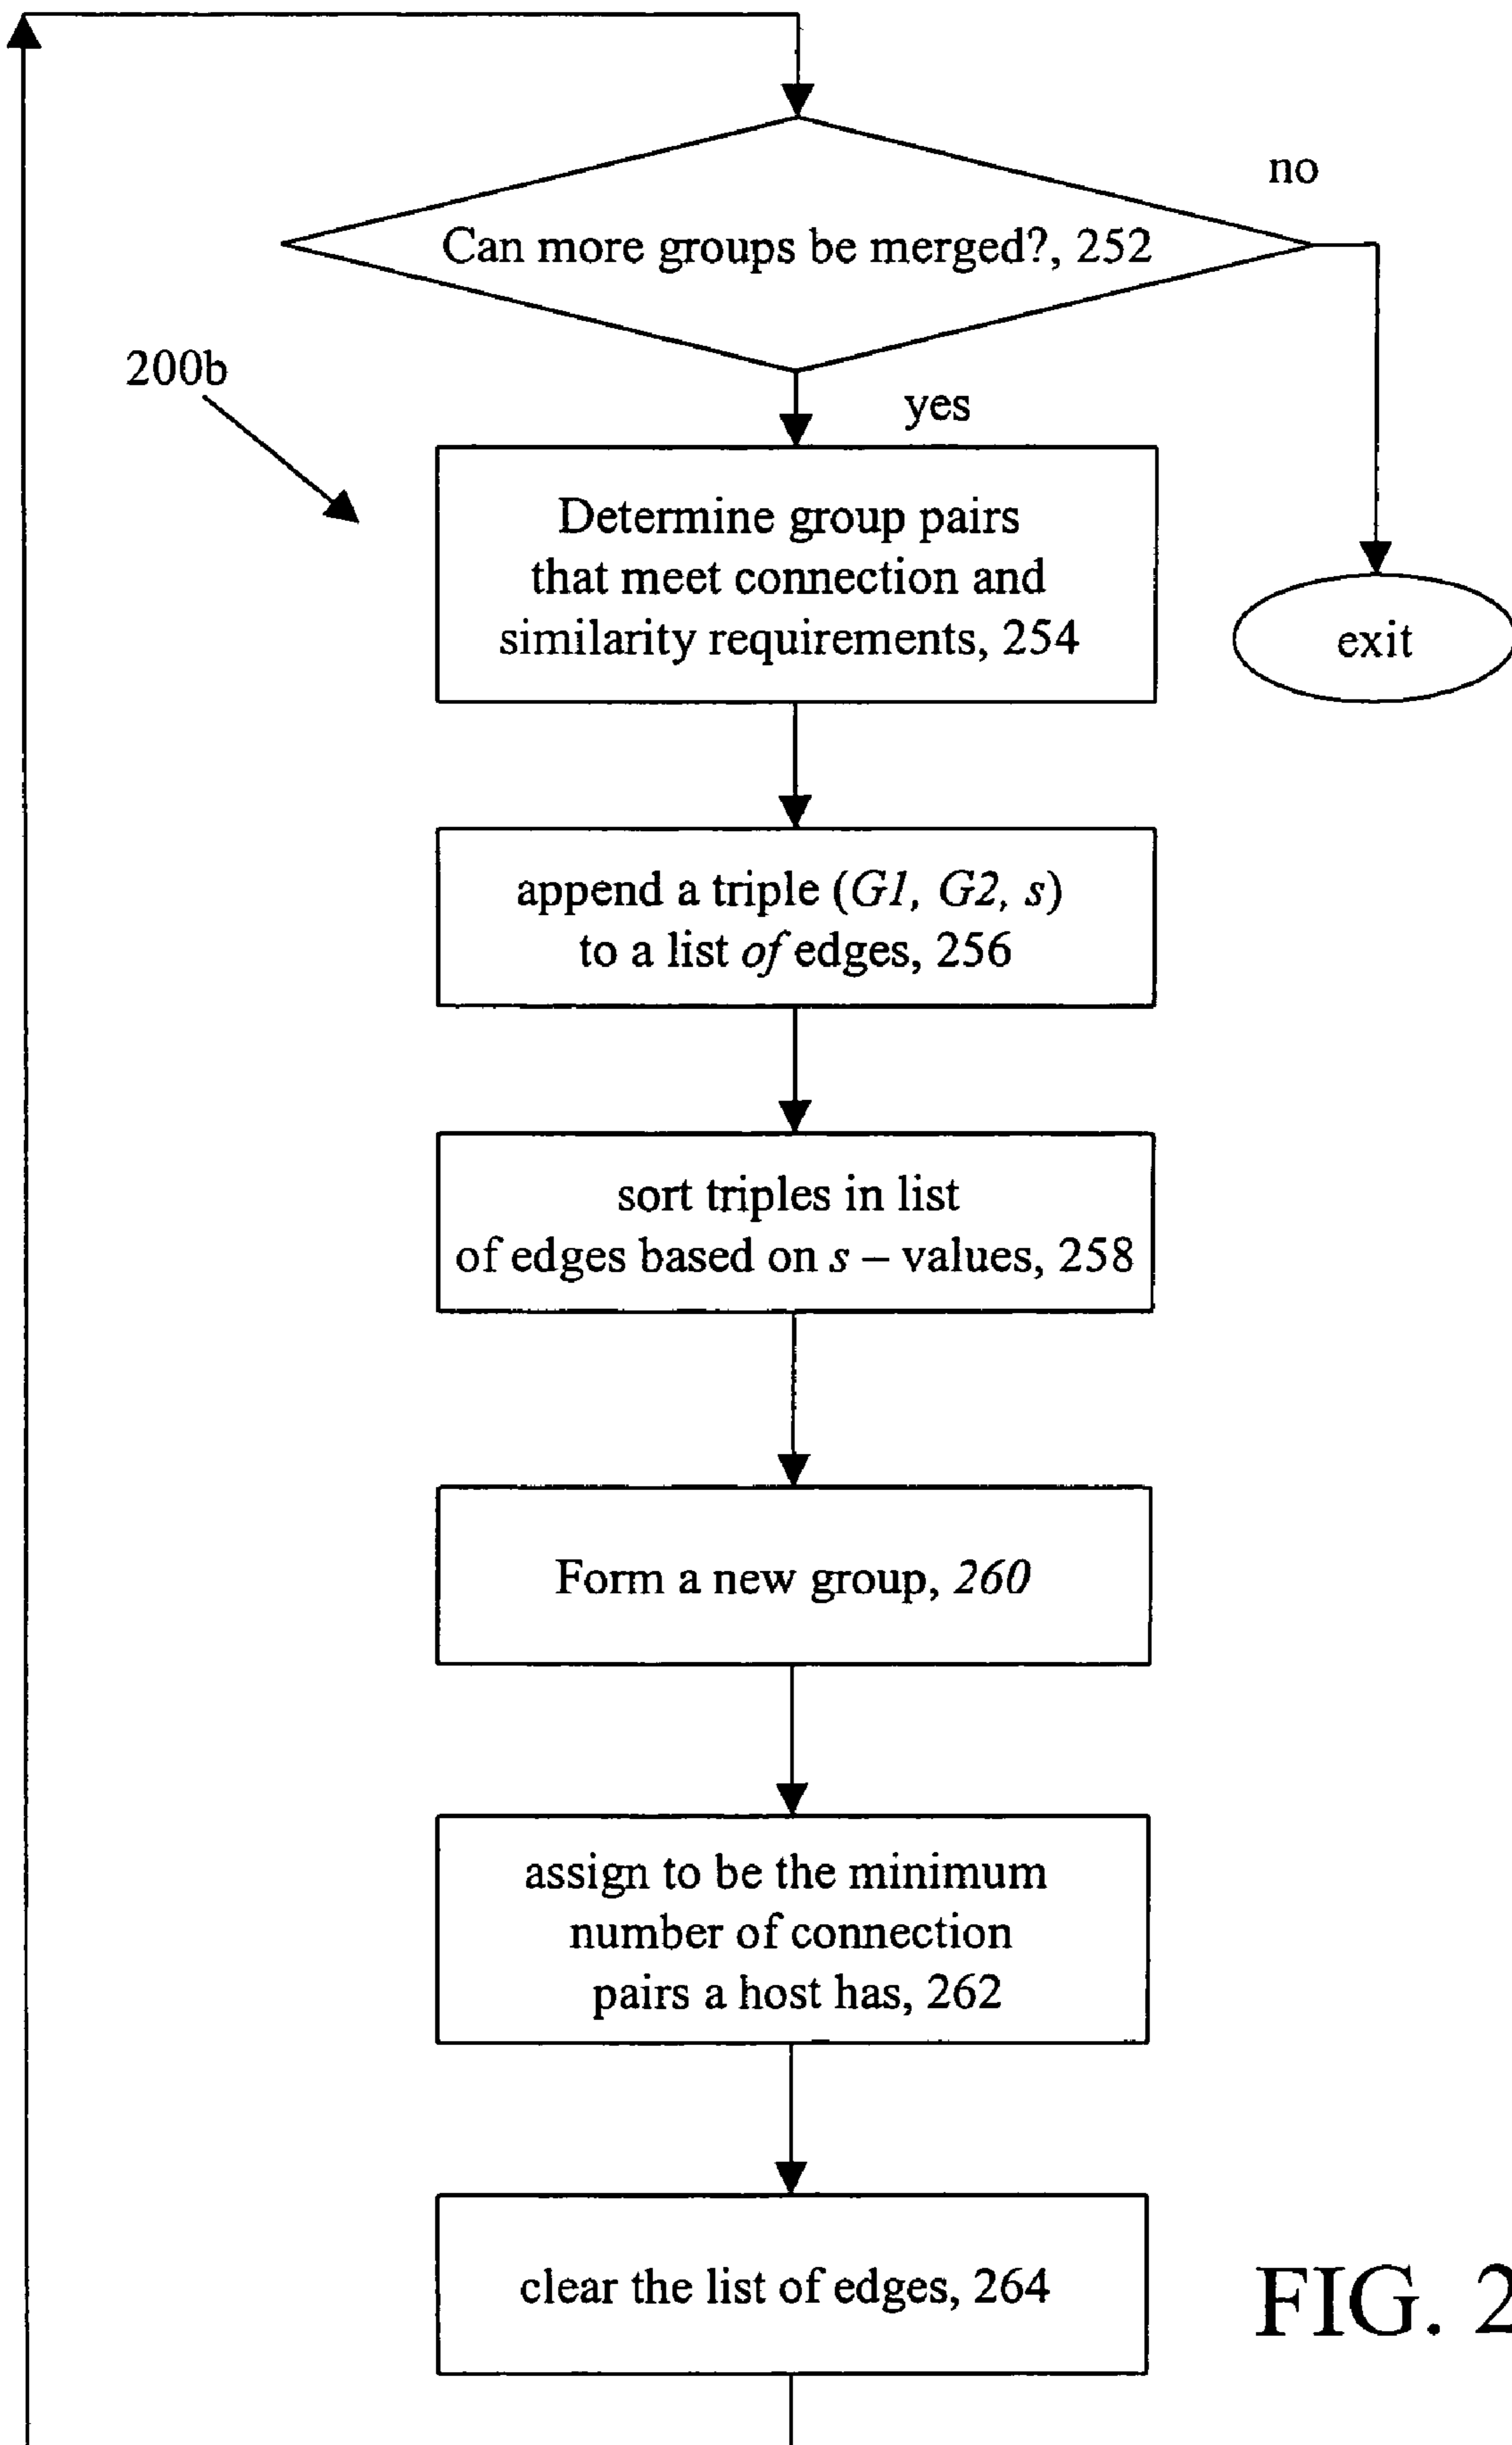 no
Can more groups be merged?, 252
200b
yes
Determine group pairs
that meet connection and
similarity requirements, 254
exit
append a triple (G1, G2, s)
to a list of edges, 256
sort triples in list
of edges based on s – values, 258
Form a new group, 260
assign to be the minimum
number of connection
pairs a host has, 262
clear the list of edges, 264
FIG. 2